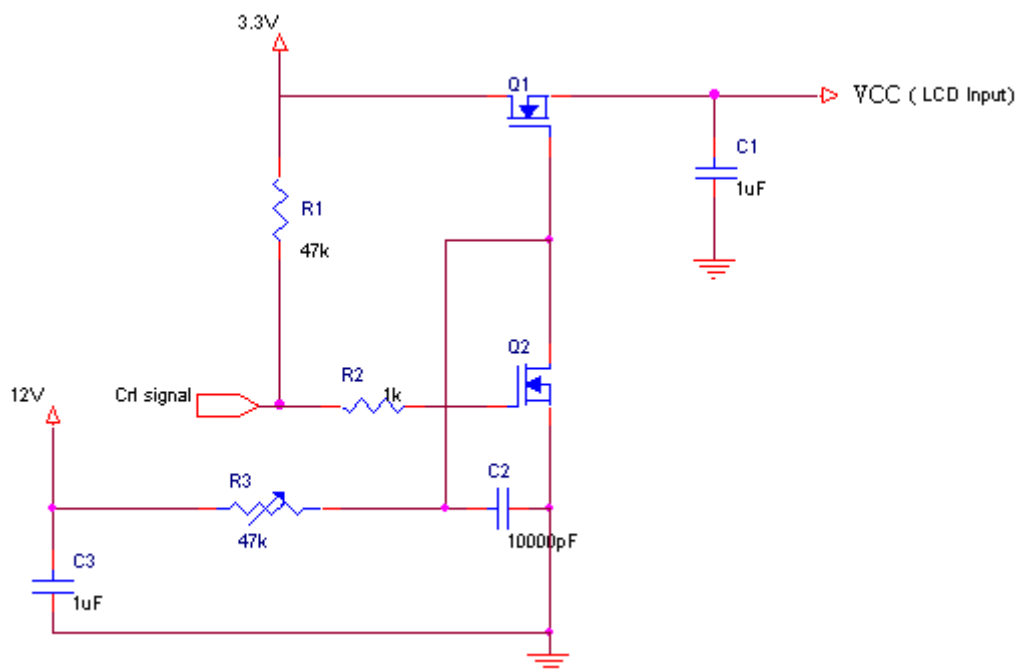 3.3V
Q1
VCC ( LCD Input)
C1
1uF
R1
47k
Q2
R2
1k
Crl signal
12V
R3
47k
C2
10000pF
C3
1uF